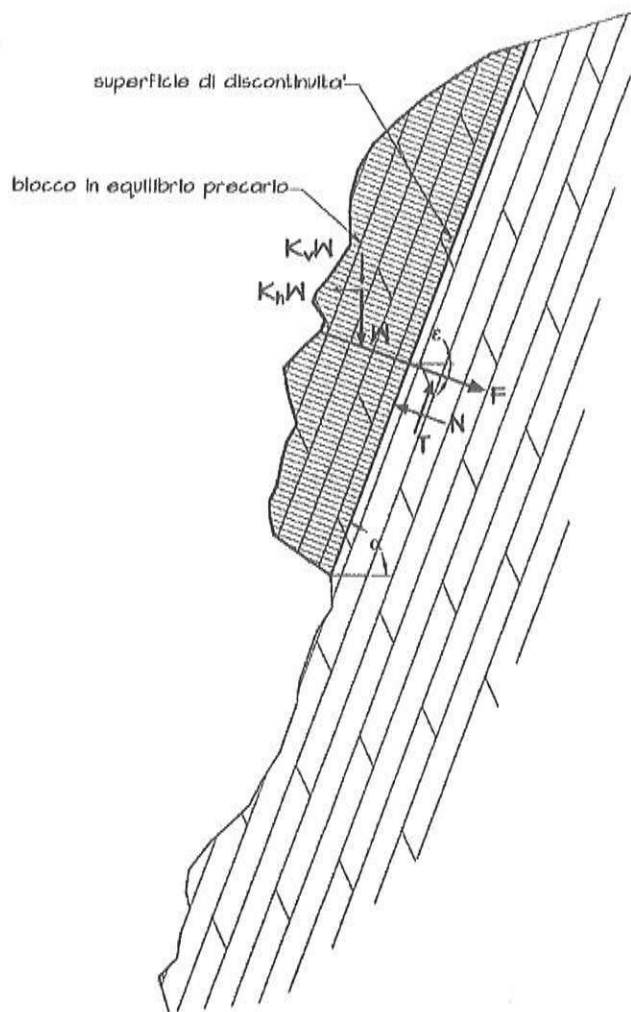 superficie di discontinuita'
blocco in equilibrio precario
KvW
KhW
W
ε
F
N
T
α